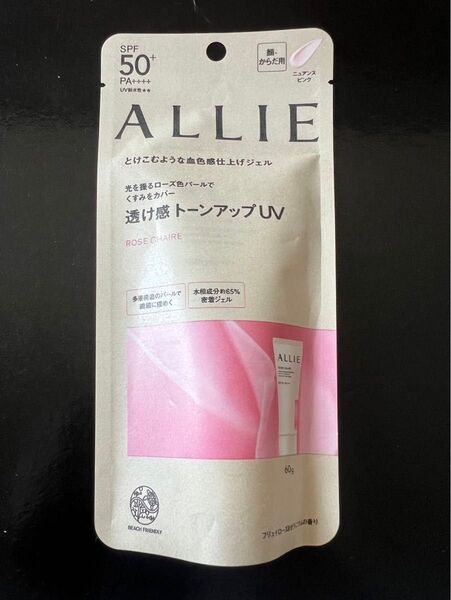 SPF
50+
PA++++
UV耐水性★★
顔・
からだ用
ニュアンス
ピンク
ALLIE
とけこむような血色感仕上げジェル
光を操るローズ色パールで
くすみをカバー
透け感 トーンアップ UV
ROSE CHAIRE
多層構造のパールで
繊細に煌めく
水相成分約65%
密着ジェル
ALLIE
60g
BEACH FRIENDLY
の香り